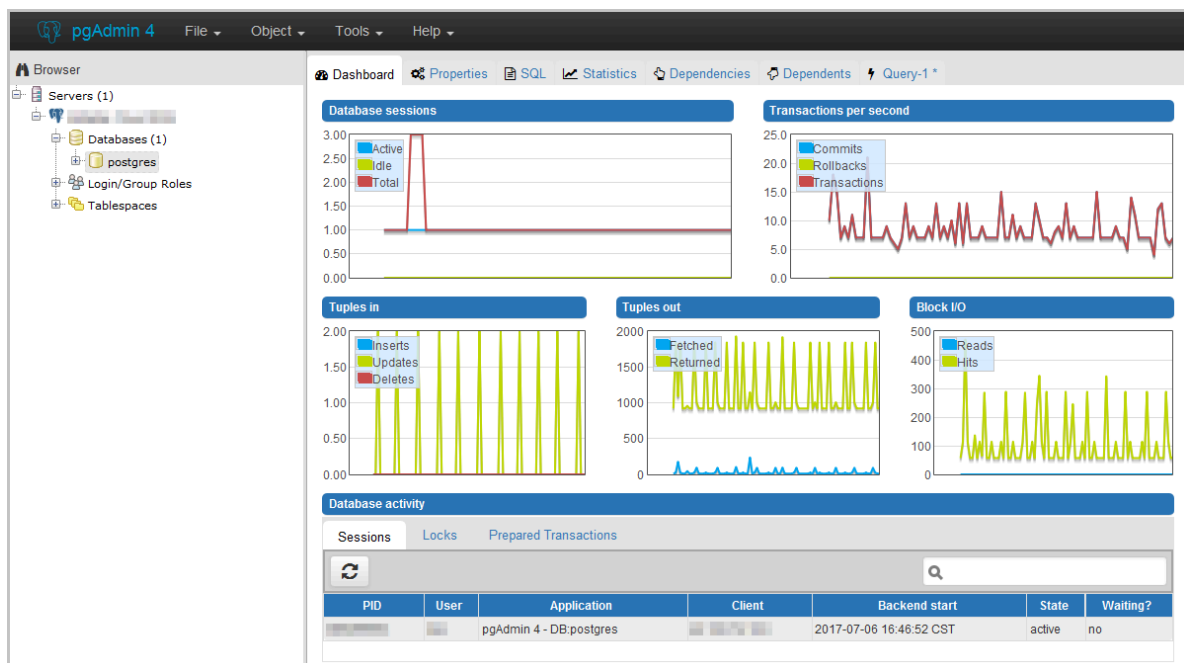 pgAdmin 4 File Object Tools Help
Browser
Dashboard Properties SQL Statistics Dependencies Dependents Query-1 *
Servers (1)
Databases (1)
postgres
Login/Group Roles
Tablespaces
Database sessions
3.00
2.50
2.00
1.50
1.00
0.50
0.00
Active
Idle
Total
Transactions per second
25.0
20.0
15.0
10.0
5.0
0.0
Commits
Rollbacks
Transactions
Tuples in
2.00
1.50
1.00
0.50
0.00
Inserts
Updates
Deletes
Tuples out
2000
1500
1000
500
0
Fetched
Returned
Block I/O
500
400
300
200
100
0
Reads
Hits
Database activity
Sessions Locks Prepared Transactions
PID User Application Client Backend start State Waiting?
pgAdmin 4 - DB:postgres 2017-07-06 16:46:52 CST active no